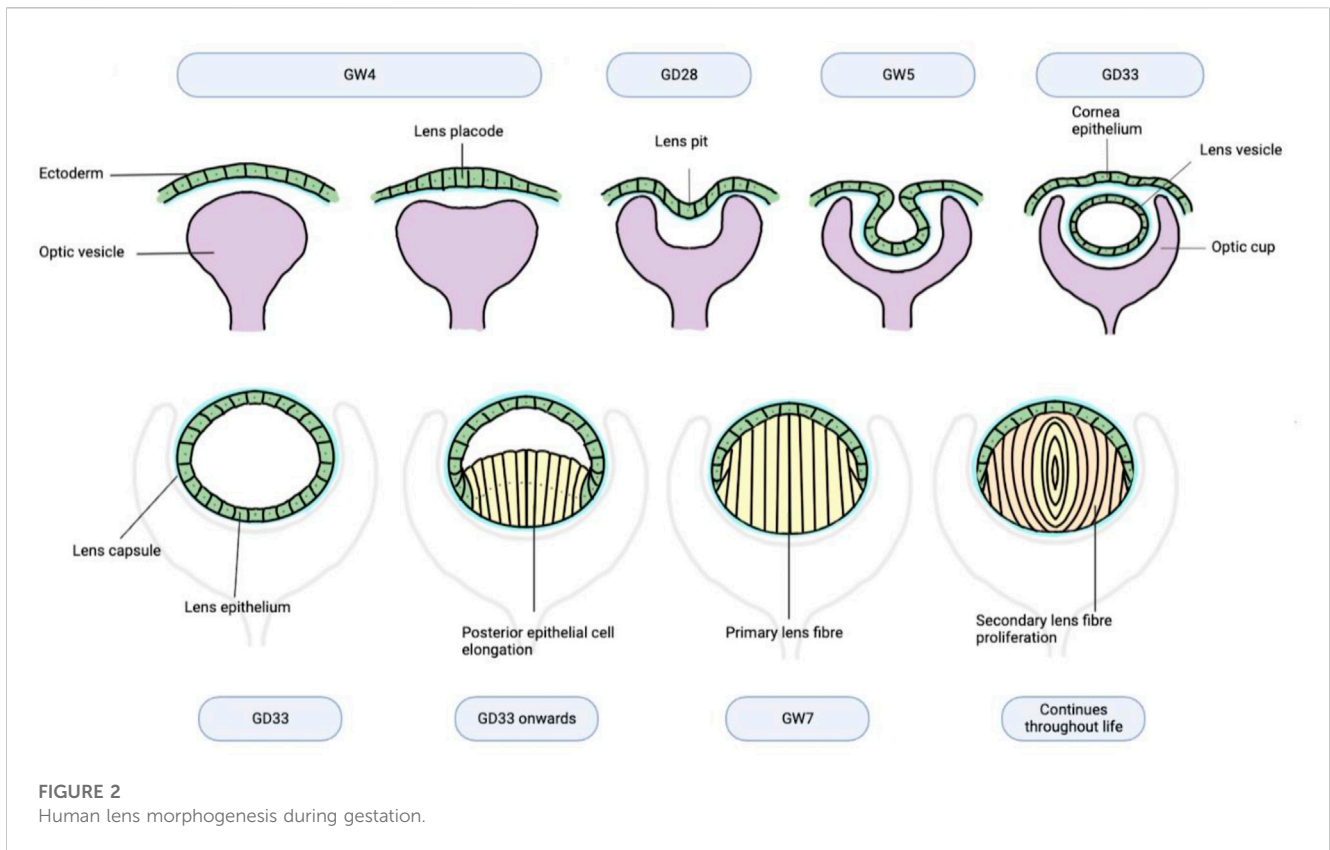 GW4
GD28
GW5
GD33
Ectoderm
Optic vesicle
Lens placode
Lens pit
Cornea
epithelium
Lens vesicle
Optic cup
Lens capsule
Lens epithelium
Posterior epithelial cell
elongation
Primary lens fibre
Secondary lens fibre
proliferation
GD33
GD33 onwards
GW7
Continues
throughout life
FIGURE 2
Human lens morphogenesis during gestation.